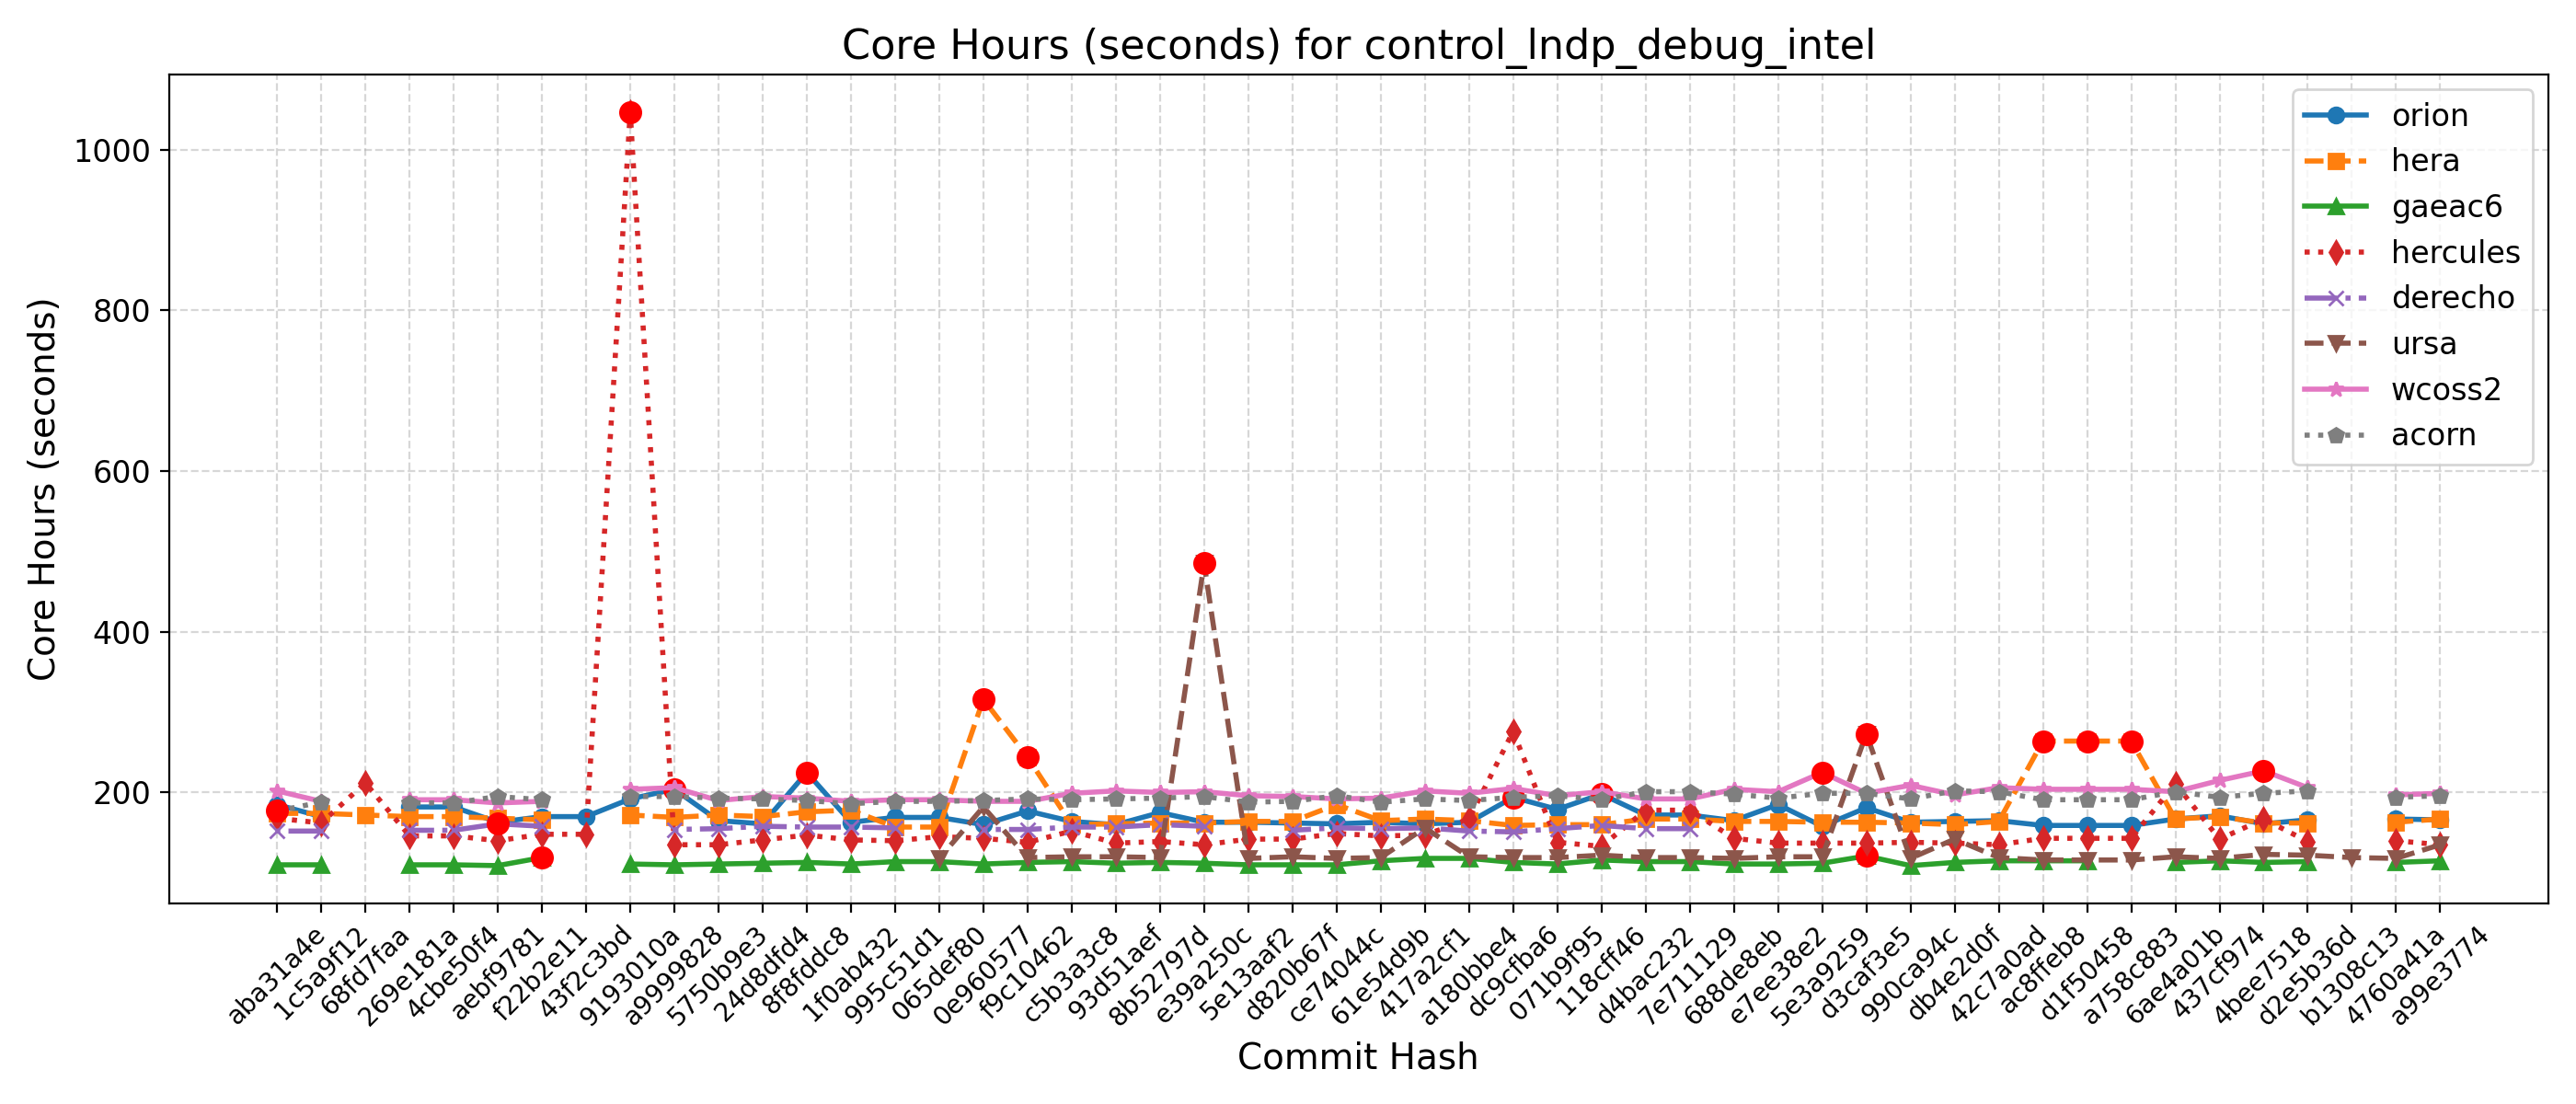 Core Hours (seconds) for control_lndp_debug_intel
Core Hours (seconds)
1000
800
600
400
200
orion
hera
gaeac6
hercules
derecho
ursa
wcoss2
acorn
aba31a4e
1c5a9f12
68fd7faa
269e181a
4cbe50f4
aebf9781
f22b2e11
43f2c3bd
9193010a
a9999828
5750b9e3
24d8dfd4
8f8fddc8
1f0ab432
995c51d1
065def80
0e960577
f9c10462
c5b3a3c8
93d51aef
8b52797d
e39a250c
5e13aaf2
d820b67f
ce74044c
61e54d9b
417a2cf1
a180bbe4
dc9cfba6
071b9f95
118cff46
d4bac232
7e711129
688de8eb
e7ee38e2
5e3a9259
d3caf3e5
990ca94c
db4e2d0f
42c7a0ad
ac8ffeb8
d1f50458
a758c883
6ae4a01b
437cf974
4bee7518
d2e5b36d
b1308c13
4760a41a
a99e3774
Commit Hash